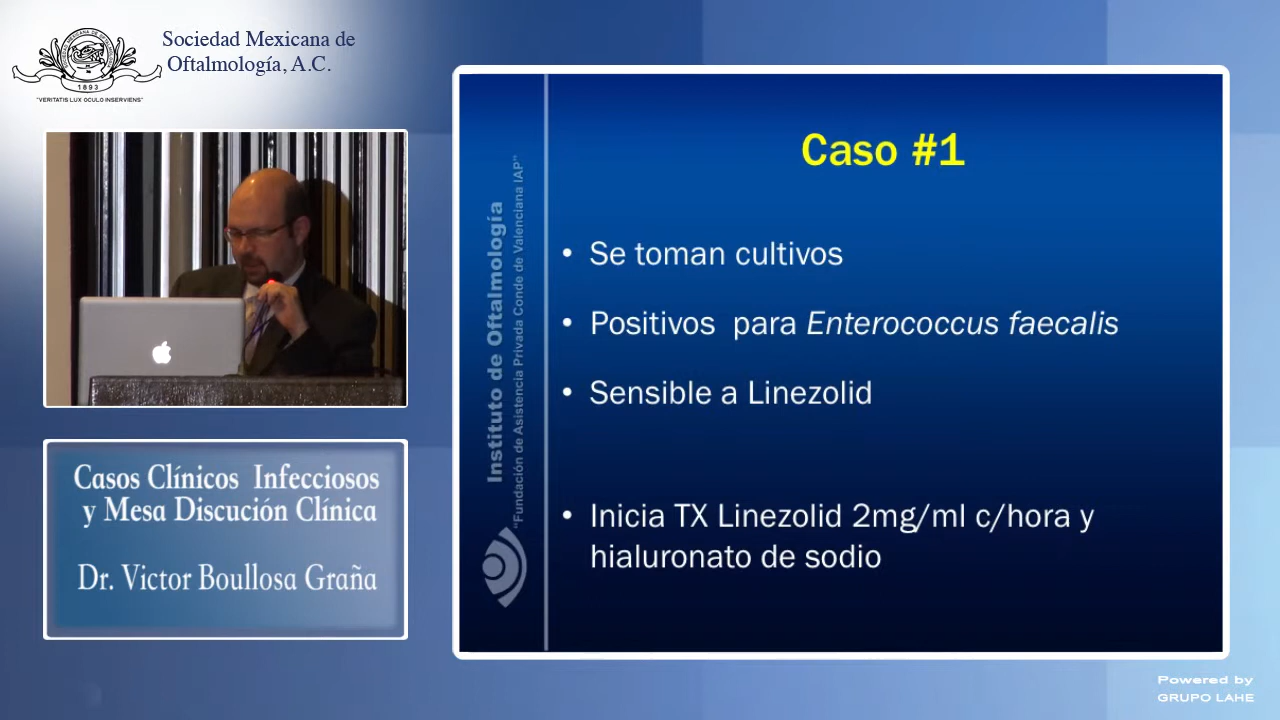 Sociedad Mexicana de
Oftalmología, A.C.
1893
"VERITATIS LUX OCULO INSERVIENS"
Casos Clínicos Infecciosos
y Mesa Discución Clínica
Dr. Victor Boullosa Graña
Instituto de Oftalmología
"Fundación de Asistencia Privada Conde de Valenciana IAP"
Caso #1
• Se toman cultivos
• Positivos para Enterococcus faecalis
• Sensible a Linezolid
• Inicia TX Linezolid 2mg/ml c/hora y
hialuronato de sodio
Powered by
GRUPO LAHE